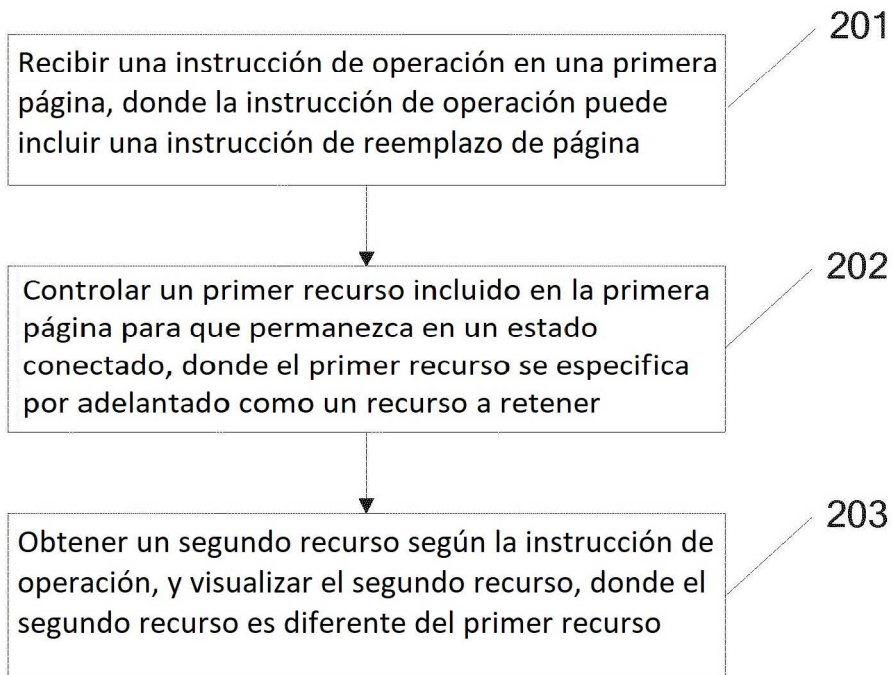 201
Recibir una instrucción de operación en una primera
página, donde la instrucción de operación puede
incluir una instrucción de reemplazo de página
202
Controlar un primer recurso incluido en la primera
página para que permanezca en un estado
conectado, donde el primer recurso se especifica
por adelantado como un recurso a retener
203
Obtener un segundo recurso según la instrucción de
operación, y visualizar el segundo recurso, donde el
segundo recurso es diferente del primer recurso